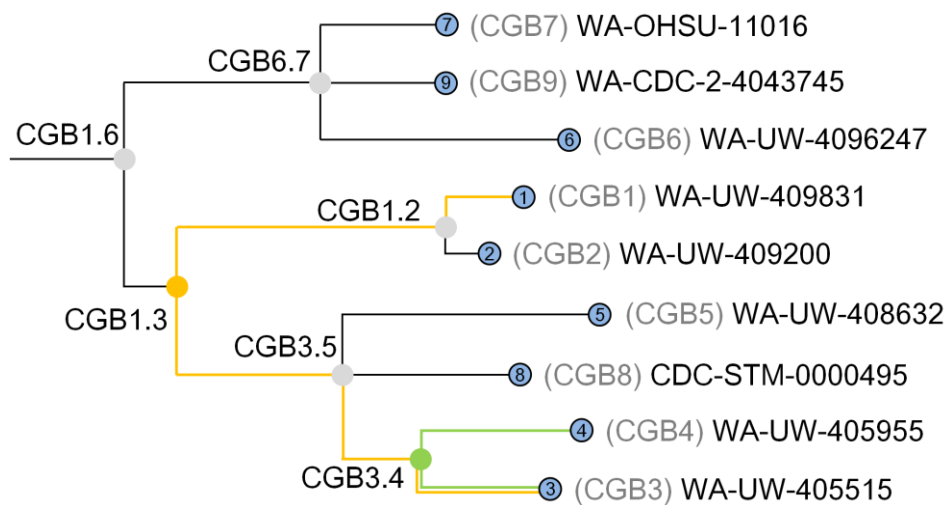 7 (CGB7) WA-OHSU-11016
CGB6.7
9 (CGB9) WA-CDC-2-4043745
CGB1.6
6 (CGB6) WA-UW-4096247
1 (CGB1) WA-UW-409831
CGB1.2
2 (CGB2) WA-UW-409200
CGB1.3
5 (CGB5) WA-UW-408632
CGB3.5
8 (CGB8) CDC-STM-0000495
4 (CGB4) WA-UW-405955
CGB3.4
3 (CGB3) WA-UW-405515